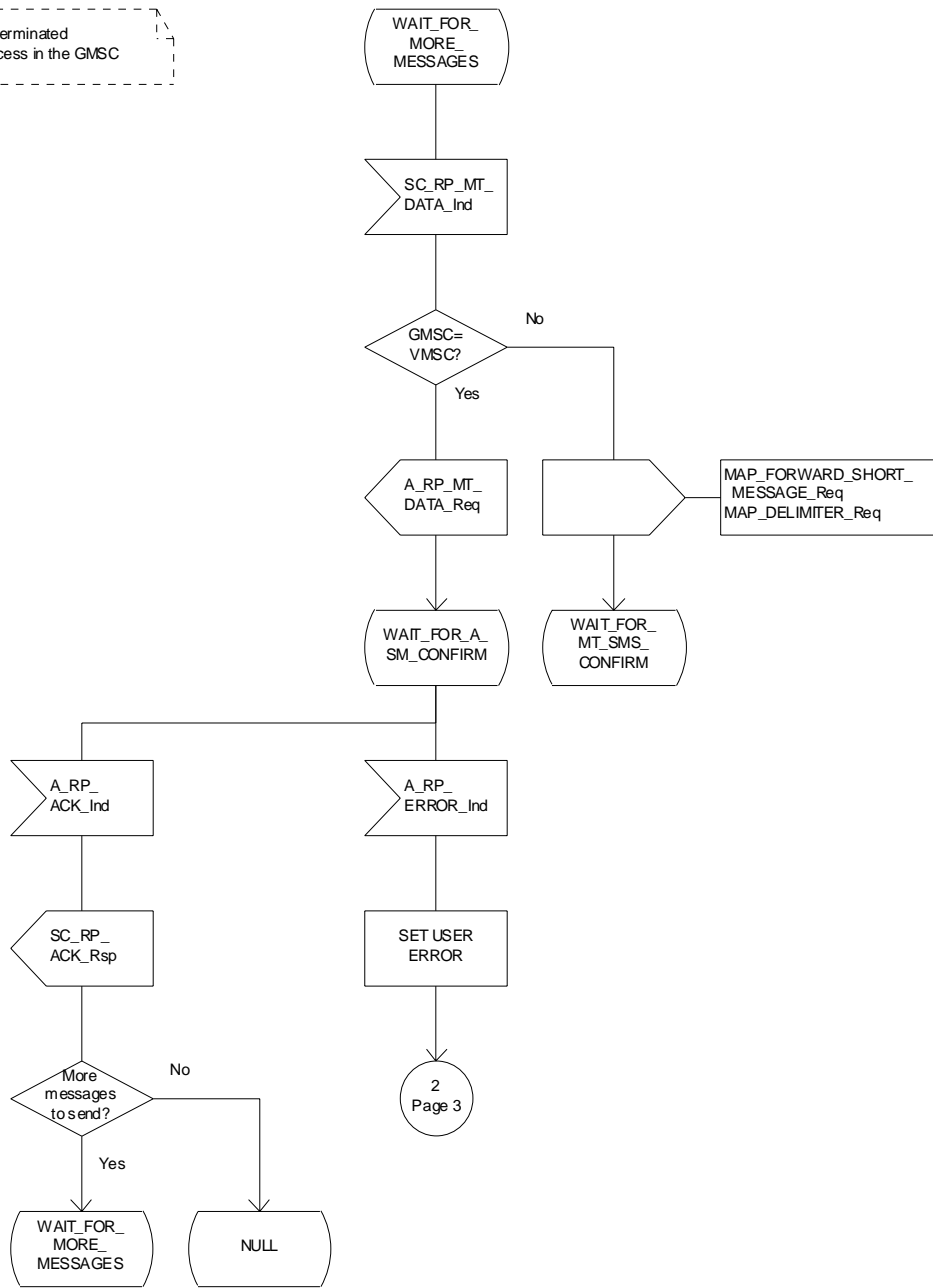 erminated
cess in the GMSC
WAIT_FOR_
MORE_
MESSAGES
SC_RP_MT_
DATA_Ind
GMSC=
VMSC?
No
Yes
A_RP_MT_
DATA_Req
MAP_FORWARD_SHORT_
MESSAGE_Req
MAP_DELIMITER_Req
WAIT_FOR_A_
SM_CONFIRM
WAIT_FOR_
MT_SMS_
CONFIRM
A_RP_
ACK_Ind
A_RP_
ERROR_Ind
SC_RP_
ACK_Rsp
SET USER
ERROR
More
messages
to send?
No
Yes
2
Page 3
WAIT_FOR_
MORE_
MESSAGES
NULL